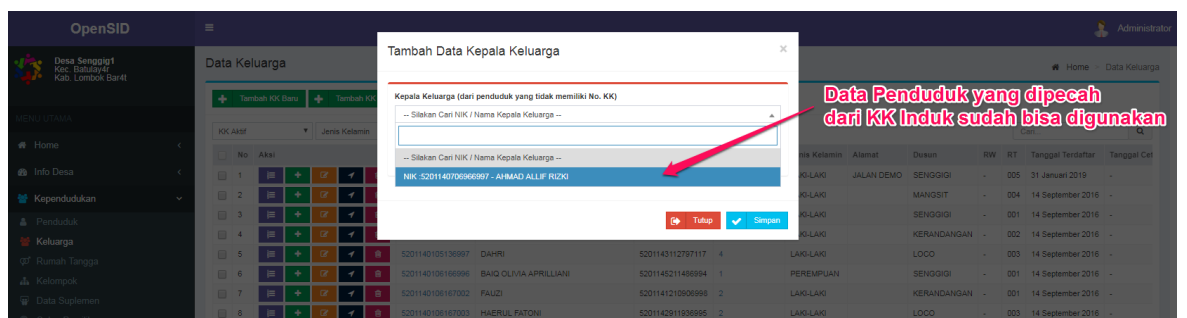 OpenSID
Administrator
Desa Senggig1
Kec. Batulay4r
Kab. Lombok Bar4t
Data Keluarga
Home > Data Keluarga
Tambah Data Kepala Keluarga
×
Kepala Keluarga (dari penduduk yang tidak memiliki No. KK)
-- Silakan Cari NIK / Nama Kepala Keluarga --
-- Silakan Cari NIK / Nama Kepala Keluarga --
NIK :5201140706966997 - AHMAD ALLIF RIZKI
Tutup
Simpan
Data Penduduk yang dipecah
dari KK Induk sudah bisa digunakan
Tambah KK Baru
Tambah KK
MENU UTAMA
Home
Info Desa
Kependudukan
Penduduk
Keluarga
Rumah Tangga
Kelompok
Data Suplemen
KK Aktif
Jenis Kelamin
Cari...
No Aksi
Jenis Kelamin Alamat Dusun RW RT Tanggal Terdaftar Tanggal Cet
1 LAKI-LAKI JALAN DEMO SENGGIGI - 005 31 Januari 2019
2 LAKI-LAKI MANGSIT - 004 14 September 2016 -
3 LAKI-LAKI SENGGIGI - 001 14 September 2016 -
4 LAKI-LAKI KERANDANGAN - 002 14 September 2016 -
5 5201140105136997 DAHRI 5201143112797117 4 LAKI-LAKI LOCO - 003 14 September 2016 -
6 5201140106166996 BAIQ OLIVIA APRILLIANI 5201145211486994 1 PEREMPUAN SENGGIGI - 001 14 September 2016 -
7 5201140106167002 FAUZI 5201141210906998 2 LAKI-LAKI KERANDANGAN - 001 14 September 2016 -
8 5201140106167003 HAERUL FATONI 5201142911936995 2 LAKI-LAKI LOCO - 003 14 September 2016 -